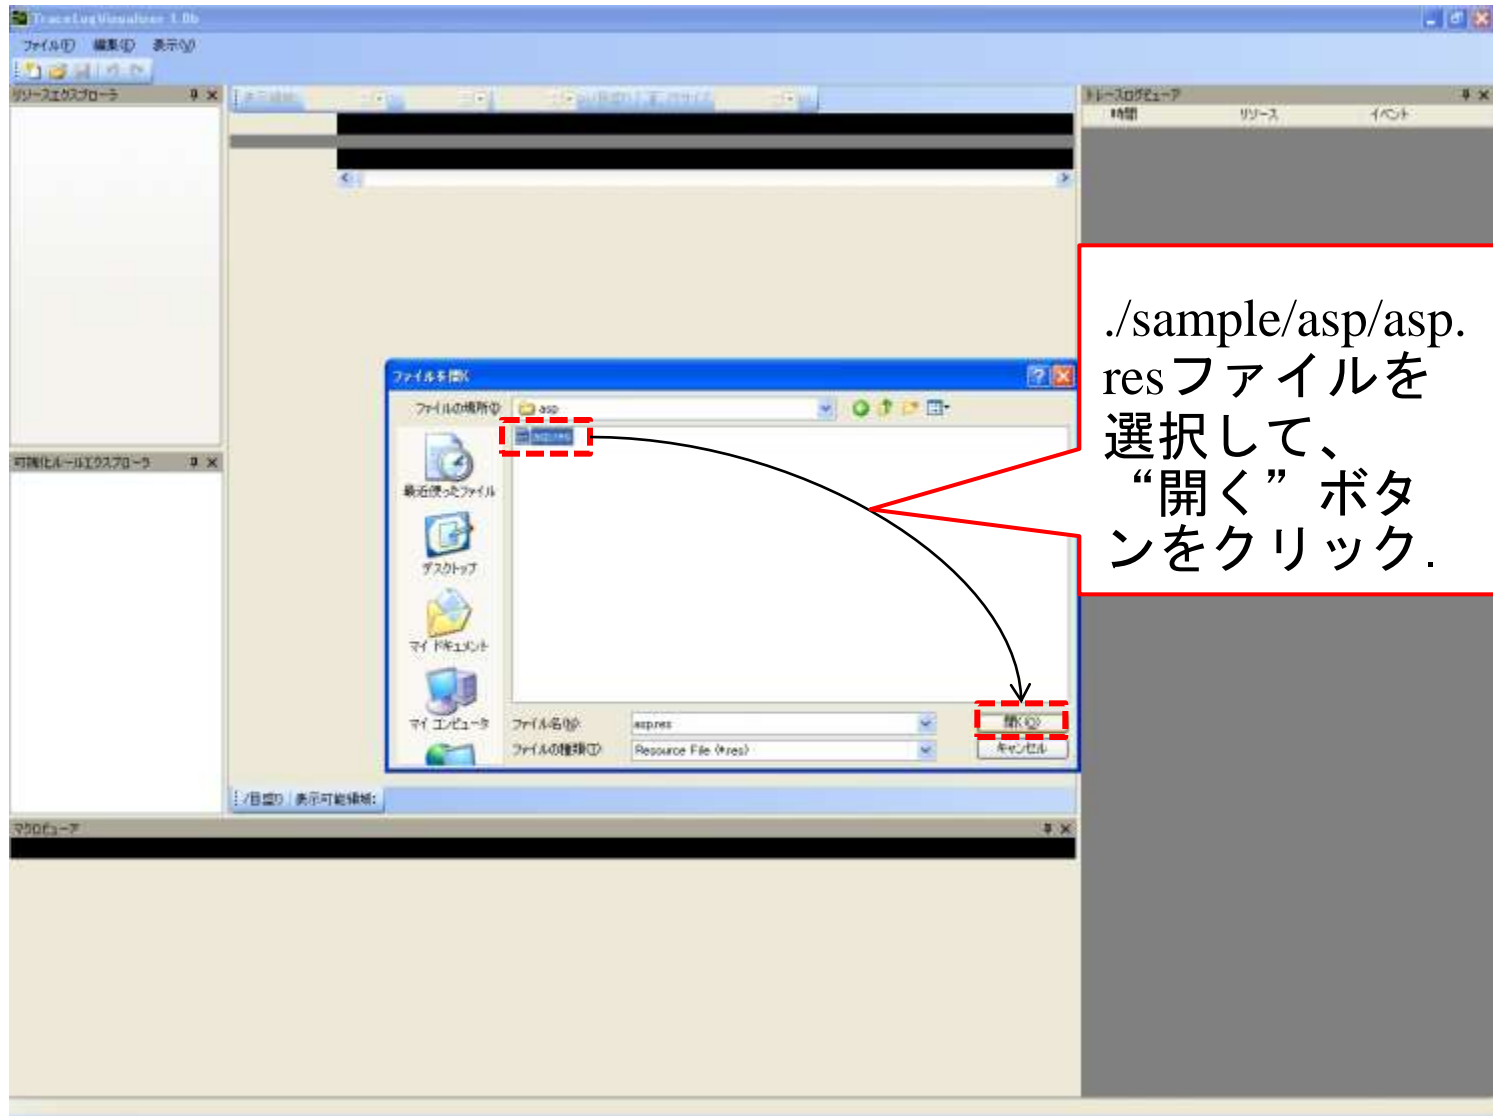 TraceLogVisualizer 1.0b
ファイル(F) 編集(E) 表示(V)
リソースエクスプローラ
トレースログビューア
時間 リソース イベント
./sample/asp/asp.
resファイルを
選択して、
“開く”ボタ
ンをクリック.
ファイルを開く
ファイルの場所(I): asp
asp.res
最近使ったファイル
デスクトップ
マイ ドキュメント
マイ コンピュータ
ファイル名(N): asp.res 開く(O)
ファイルの種類(T): Resource File (*.res) キャンセル
可視化ルールエクスプローラ
/目盛り 表示可能領域:
マクロビューア